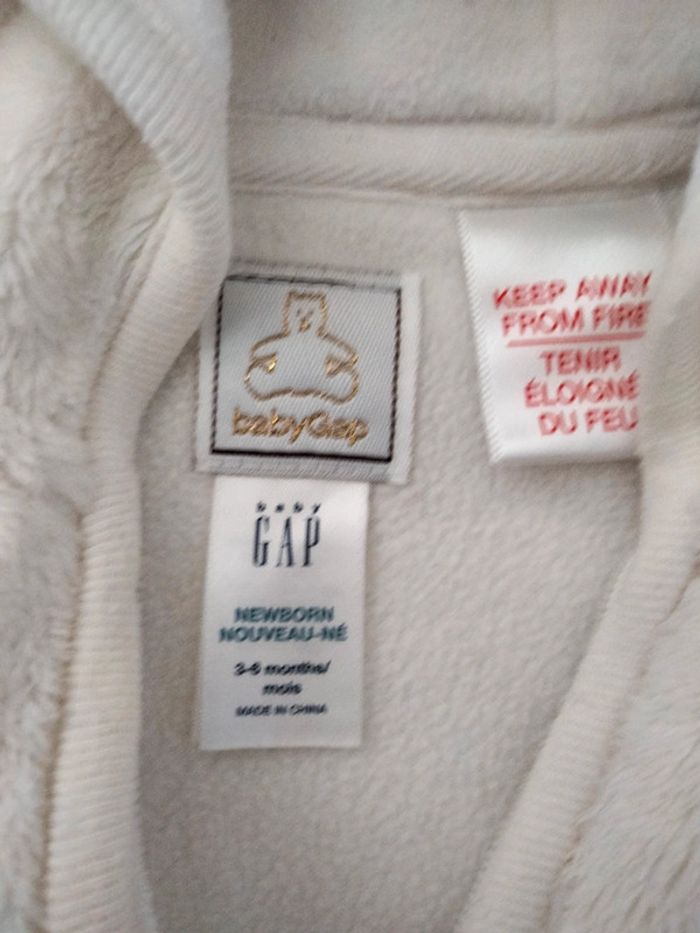 babyGap
baby
GAP
NEWBORN
NOUVEAU-NÉ
3-6 months/
mois
MADE IN CHINA
KEEP AWAY
FROM FIRE
TENIR
ÉLOIGNÉ
DU FEU